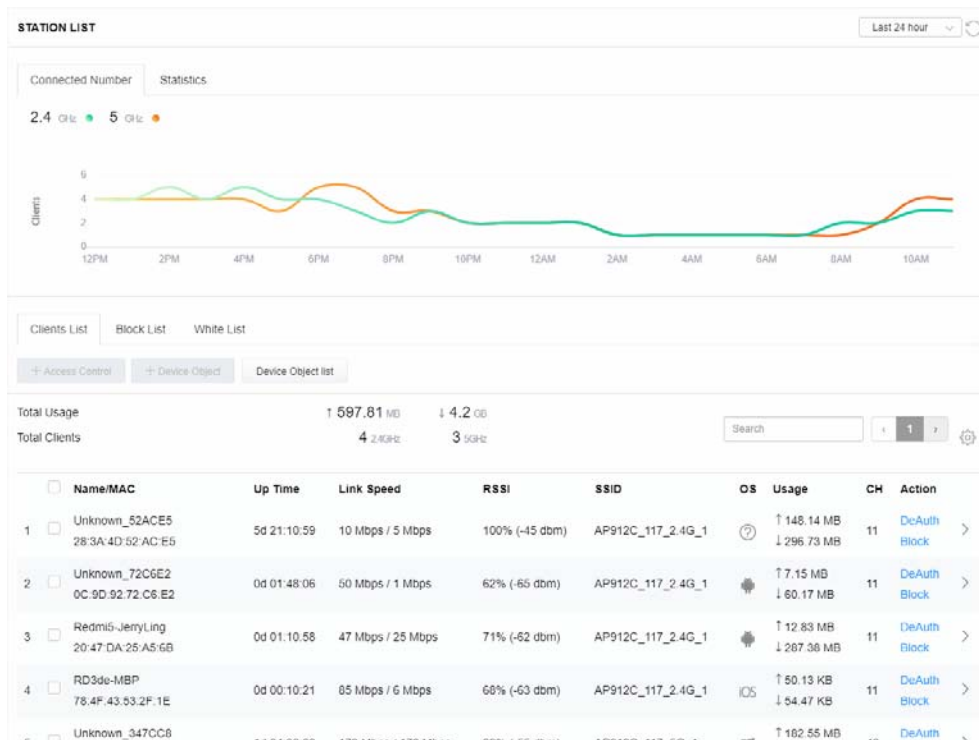 STATION LIST
Last 24 hour
Connected Number
Statistics
2.4 GHz 5 GHz
Clients
6
4
2
0
12PM 2PM 4PM 6PM 8PM 10PM 12AM 2AM 4AM 6AM 8AM 10AM
Clients List
Block List
White List
+ Access Control
+ Device Object
Device Object list
Total Usage ↑ 597.81 MB ↓ 4.2 GB
Total Clients 4 2.4GHz 3 5GHz
Search
‹ 1 ›
Name/MAC Up Time Link Speed RSSI SSID OS Usage CH Action
1 Unknown_52ACE5 5d 21:10:59 10 Mbps / 5 Mbps 100% (-45 dbm) AP912C_117_2.4G_1 ↑ 148.14 MB 11 DeAuth
28:3A:4D:52:AC:E5 ↓ 296.73 MB Block
2 Unknown_72C6E2 0d 01:48:06 50 Mbps / 1 Mbps 62% (-65 dbm) AP912C_117_2.4G_1 ↑ 7.15 MB 11 DeAuth
0C:9D:92:72:C6:E2 ↓ 60.17 MB Block
3 Redmi5-JerryLing 0d 01:10:58 47 Mbps / 25 Mbps 71% (-62 dbm) AP912C_117_2.4G_1 ↑ 12.83 MB 11 DeAuth
20:47:DA:25:A5:6B ↓ 287.38 MB Block
4 RD3de-MBP 0d 00:10:21 85 Mbps / 6 Mbps 68% (-63 dbm) AP912C_117_2.4G_1 iOS ↑ 50.13 KB 11 DeAuth
78:4F:43:53:2F:1E ↓ 54.47 KB Block
Unknown_347CC8 ↑ 182.55 MB DeAuth